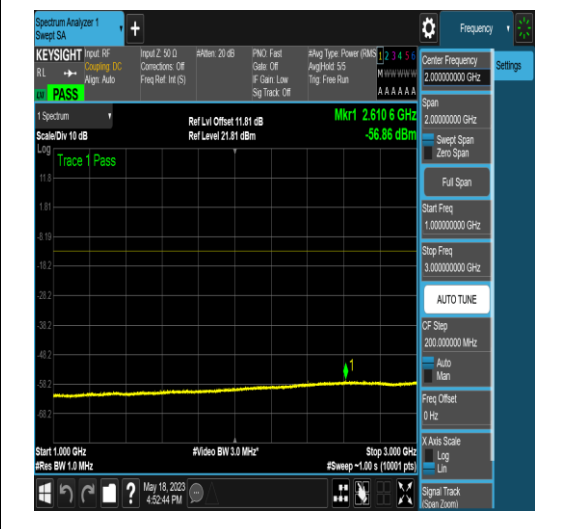 Spectrum Analyzer 1
Swept SA
Frequency
KEYSIGHT
RL
PASS
Input: RF
Coupling: DC
Align: Auto
Input Z: 50 Ω
Corrections: Off
Freq Ref: Int (S)
#Atten: 20 dB
PNO: Fast
Gate: Off
IF Gain: Low
Sig Track: Off
#Avg Type: Power (RMS)
Avg|Hold: 5/5
Trig: Free Run
1 2 3 4 5 6
M W W W W W
A A A A A A
1 Spectrum
Scale/Div 10 dB
Log
Ref Lvl Offset 11.81 dB
Ref Level 21.81 dBm
Mkr1 2.610 6 GHz
-56.86 dBm
Trace 1 Pass
11.8
1.81
-8.19
-18.2
-28.2
-38.2
-48.2
-58.2
-68.2
1
Start 1.000 GHz
#Res BW 1.0 MHz
#Video BW 3.0 MHz*
Stop 3.000 GHz
#Sweep ~1.00 s (10001 pts)
May 18, 2023
4:52:44 PM
Center Frequency
2.000000000 GHz
Span
2.00000000 GHz
Swept Span
Zero Span
Full Span
Start Freq
1.000000000 GHz
Stop Freq
3.000000000 GHz
AUTO TUNE
CF Step
200.000000 MHz
Auto
Man
Freq Offset
0 Hz
X Axis Scale
Log
Lin
Signal Track
(Span Zoom)
Settings